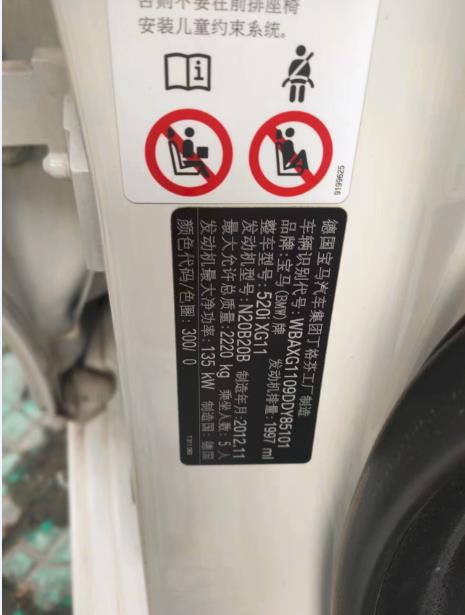 否则不要在前排座椅
安装儿童约束系统。
5296916
德国宝马汽车集团丁格芬工厂制造
车辆识别代号: WBAXG1109DDY85101
品牌: 宝马(BMW)牌 发动机排量: 1997 ml
整车型号: 520i XG11
发动机型号: N20B20B 制造年月: 2012.11
最大允许总质量: 2220 kg 乘坐人数: 5 人
发动机最大净功率: 135 kW 制造国: 德国
颜色代码/色圈: 300/ 0